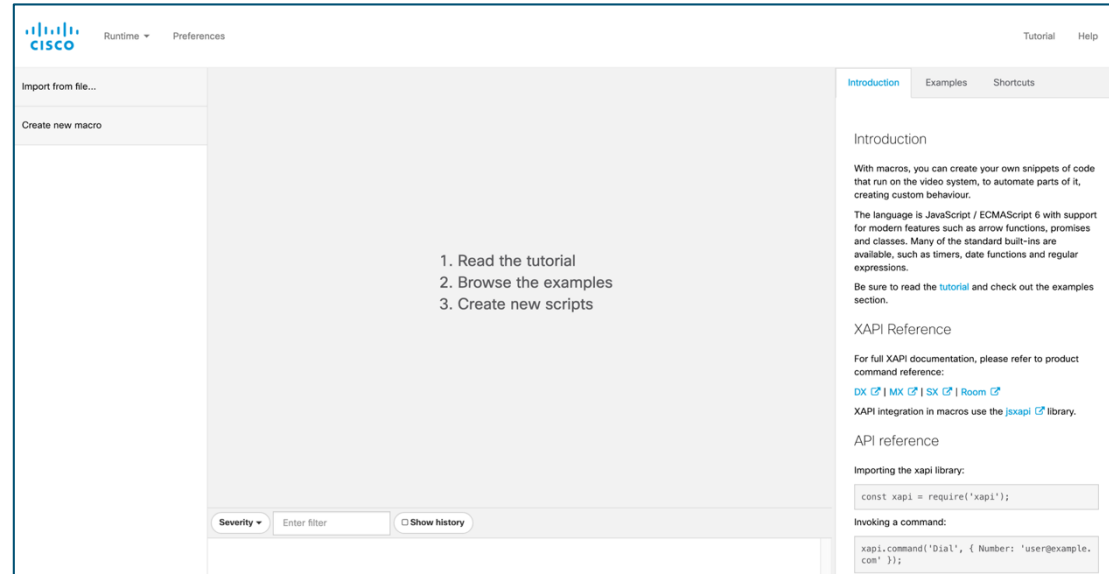 CISCO
Runtime
Preferences
Tutorial
Help
Import from file...
Create new macro
1. Read the tutorial
2. Browse the examples
3. Create new scripts
Severity
Enter filter
Show history
Introduction
Examples
Shortcuts
Introduction
With macros, you can create your own snippets of code
that run on the video system, to automate parts of it,
creating custom behaviour.
The language is JavaScript / ECMAScript 6 with support
for modern features such as arrow functions, promises
and classes. Many of the standard built-ins are
available, such as timers, date functions and regular
expressions.
Be sure to read the tutorial and check out the examples
section.
XAPI Reference
For full XAPI documentation, please refer to product
command reference:
DX | MX | SX | Room
XAPI integration in macros use the jsxapi library.
API reference
Importing the xapi library:
const xapi = require('xapi');
Invoking a command:
xapi.command('Dial', { Number: 'user@example.
com' });